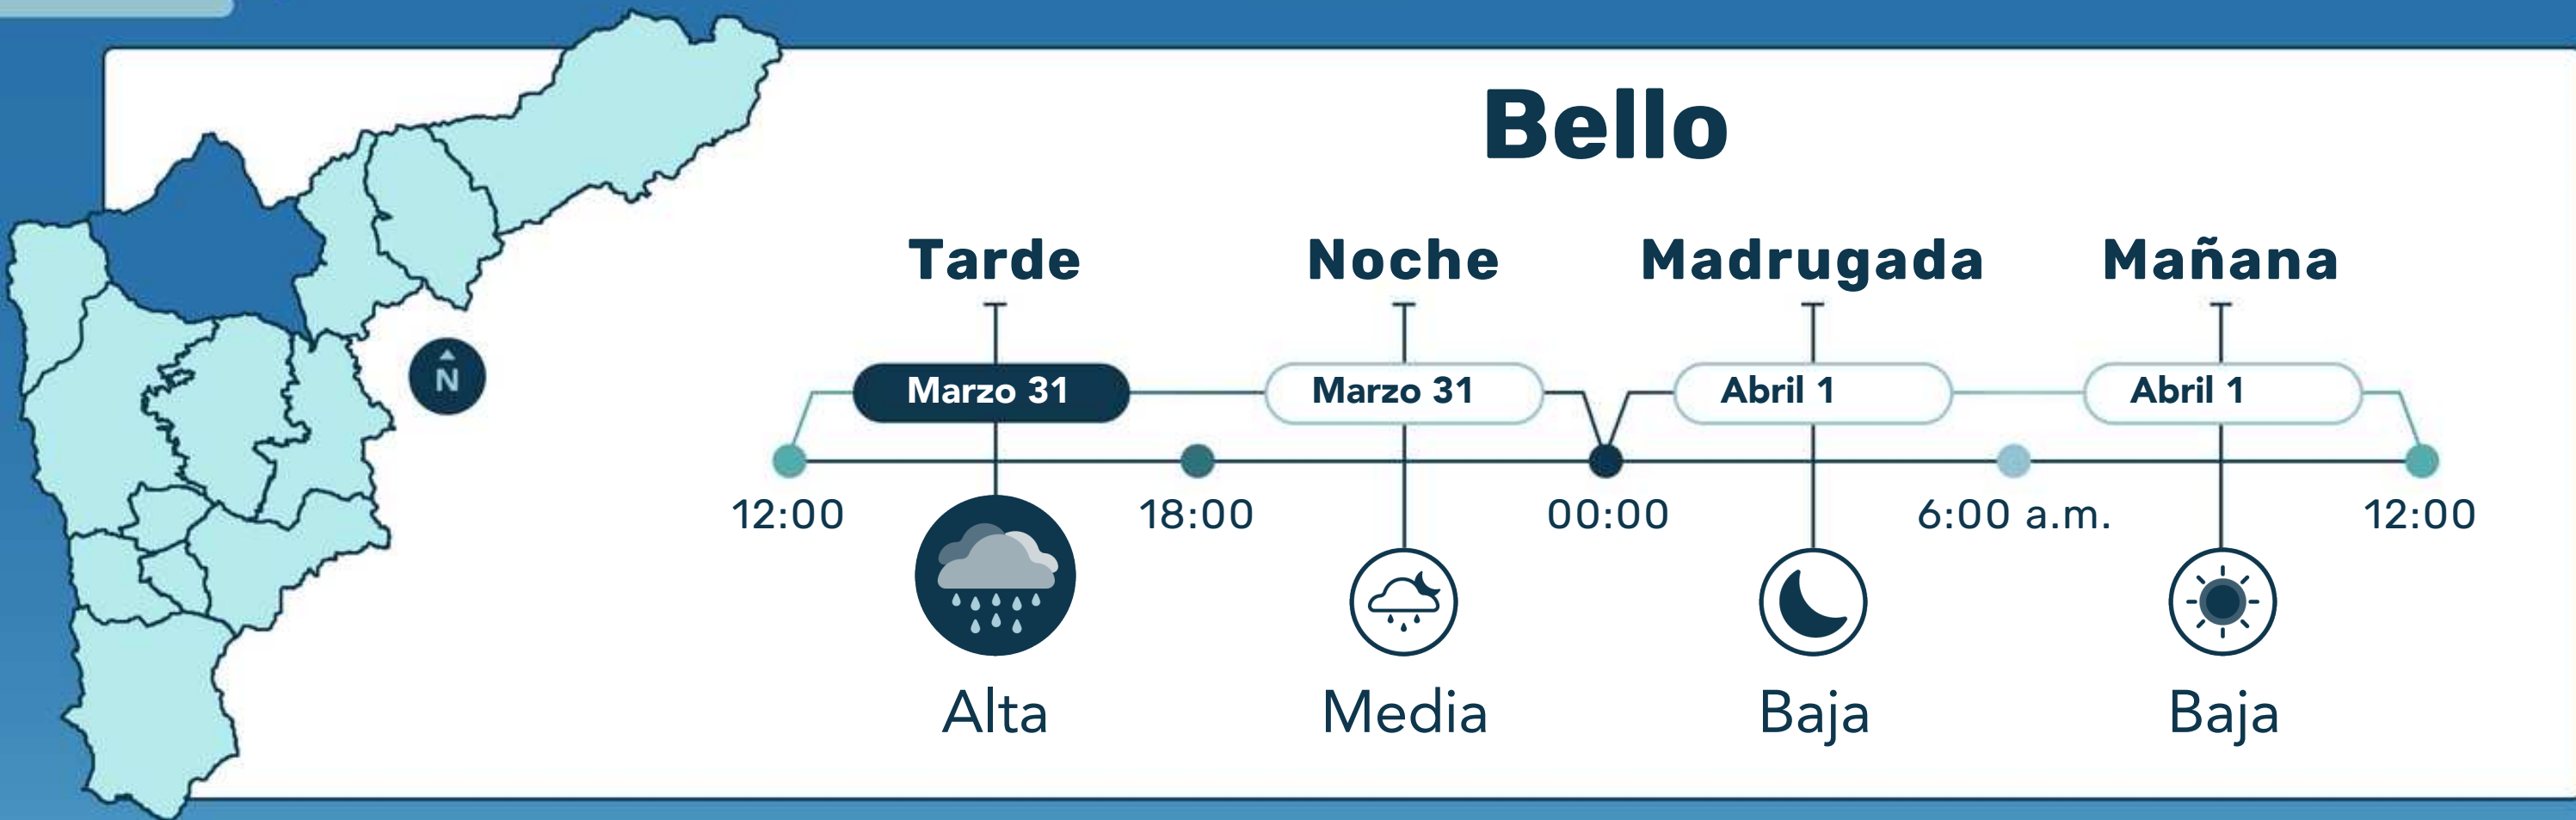 Bello
Tarde
Noche
Madrugada
Mañana
Marzo 31
Marzo 31
Abril 1
Abril 1
N
12:00
18:00
00:00
6:00 a.m.
12:00
Alta
Media
Baja
Baja